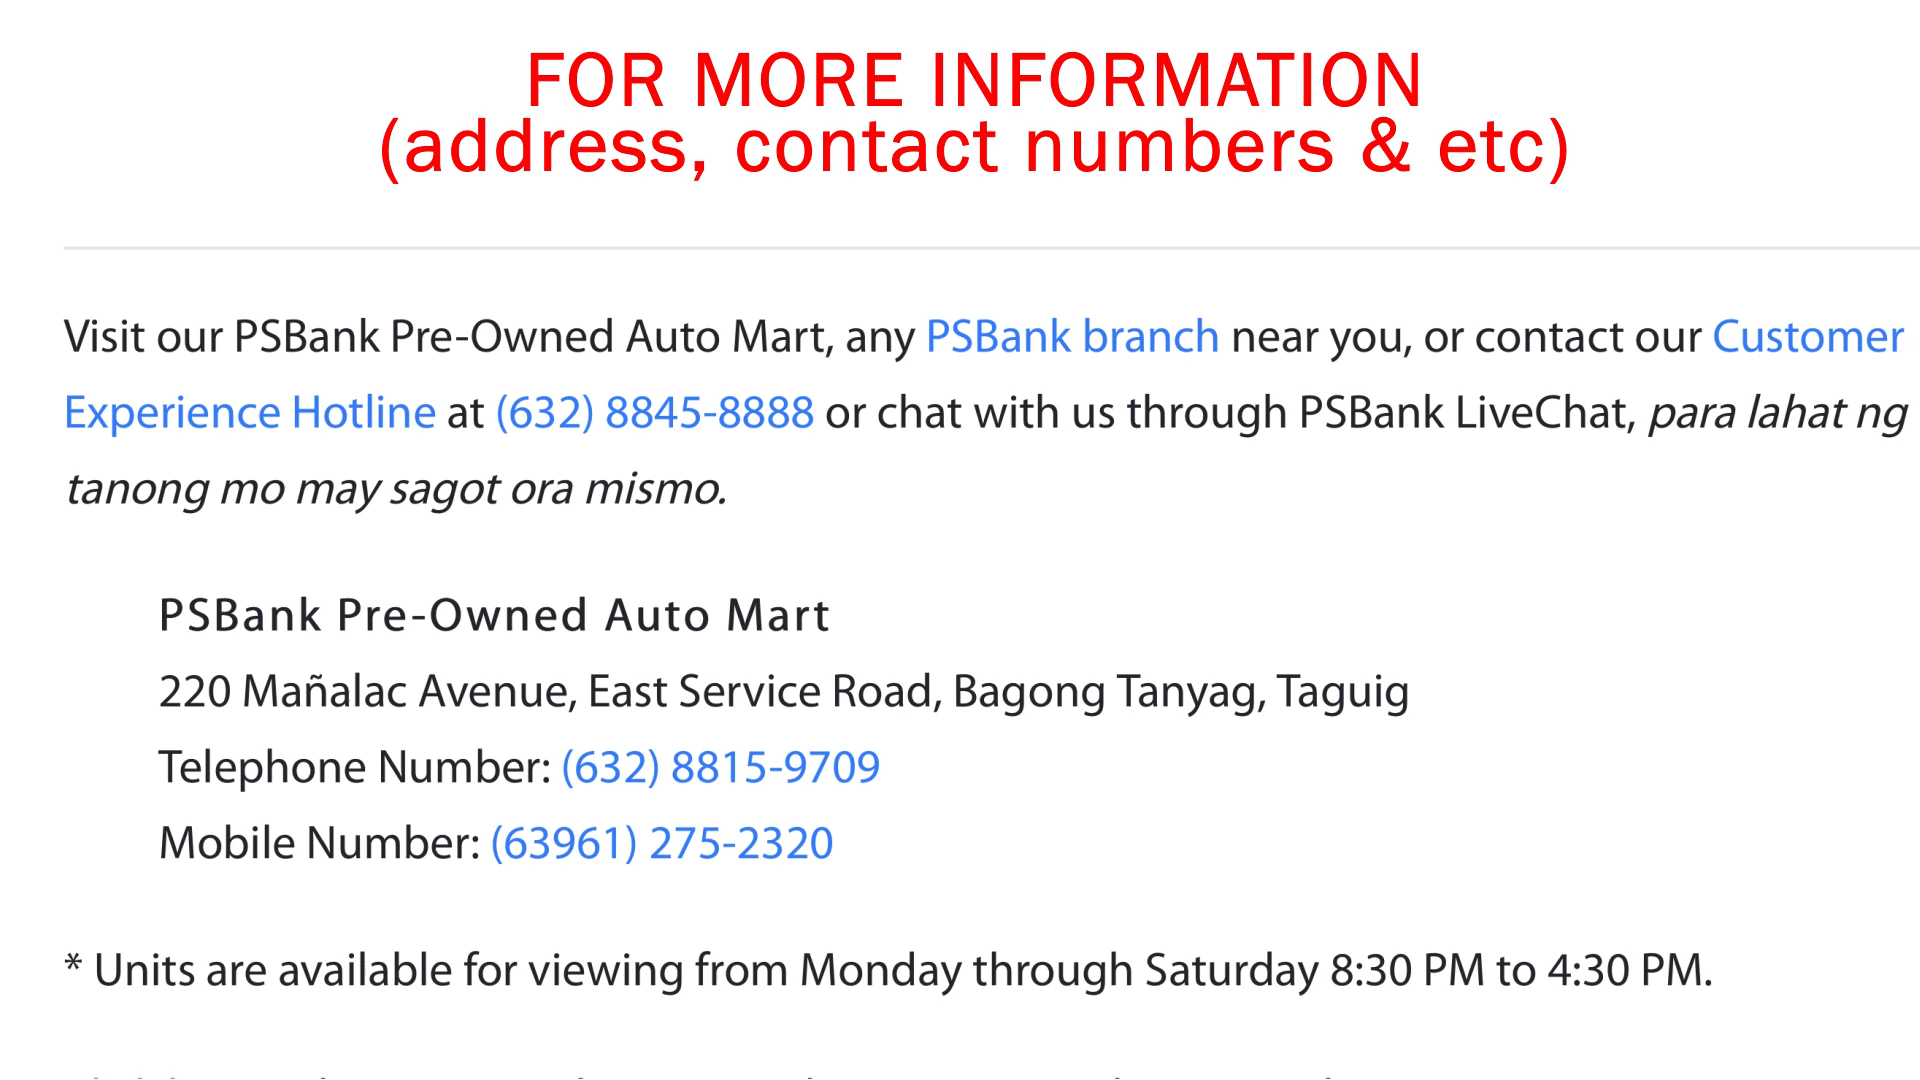 FOR MORE INFORMATION
(address, contact numbers & etc)
Visit our PSBank Pre-Owned Auto Mart, any PSBank branch near you, or contact our Customer
Experience Hotline at (632) 8845-8888 or chat with us through PSBank LiveChat, para lahat ng
tanong mo may sagot ora mismo.
PSBank Pre-Owned Auto Mart
220 Mañalac Avenue, East Service Road, Bagong Tanyag, Taguig
Telephone Number: (632) 8815-9709
Mobile Number: (63961) 275-2320
* Units are available for viewing from Monday through Saturday 8:30 PM to 4:30 PM.